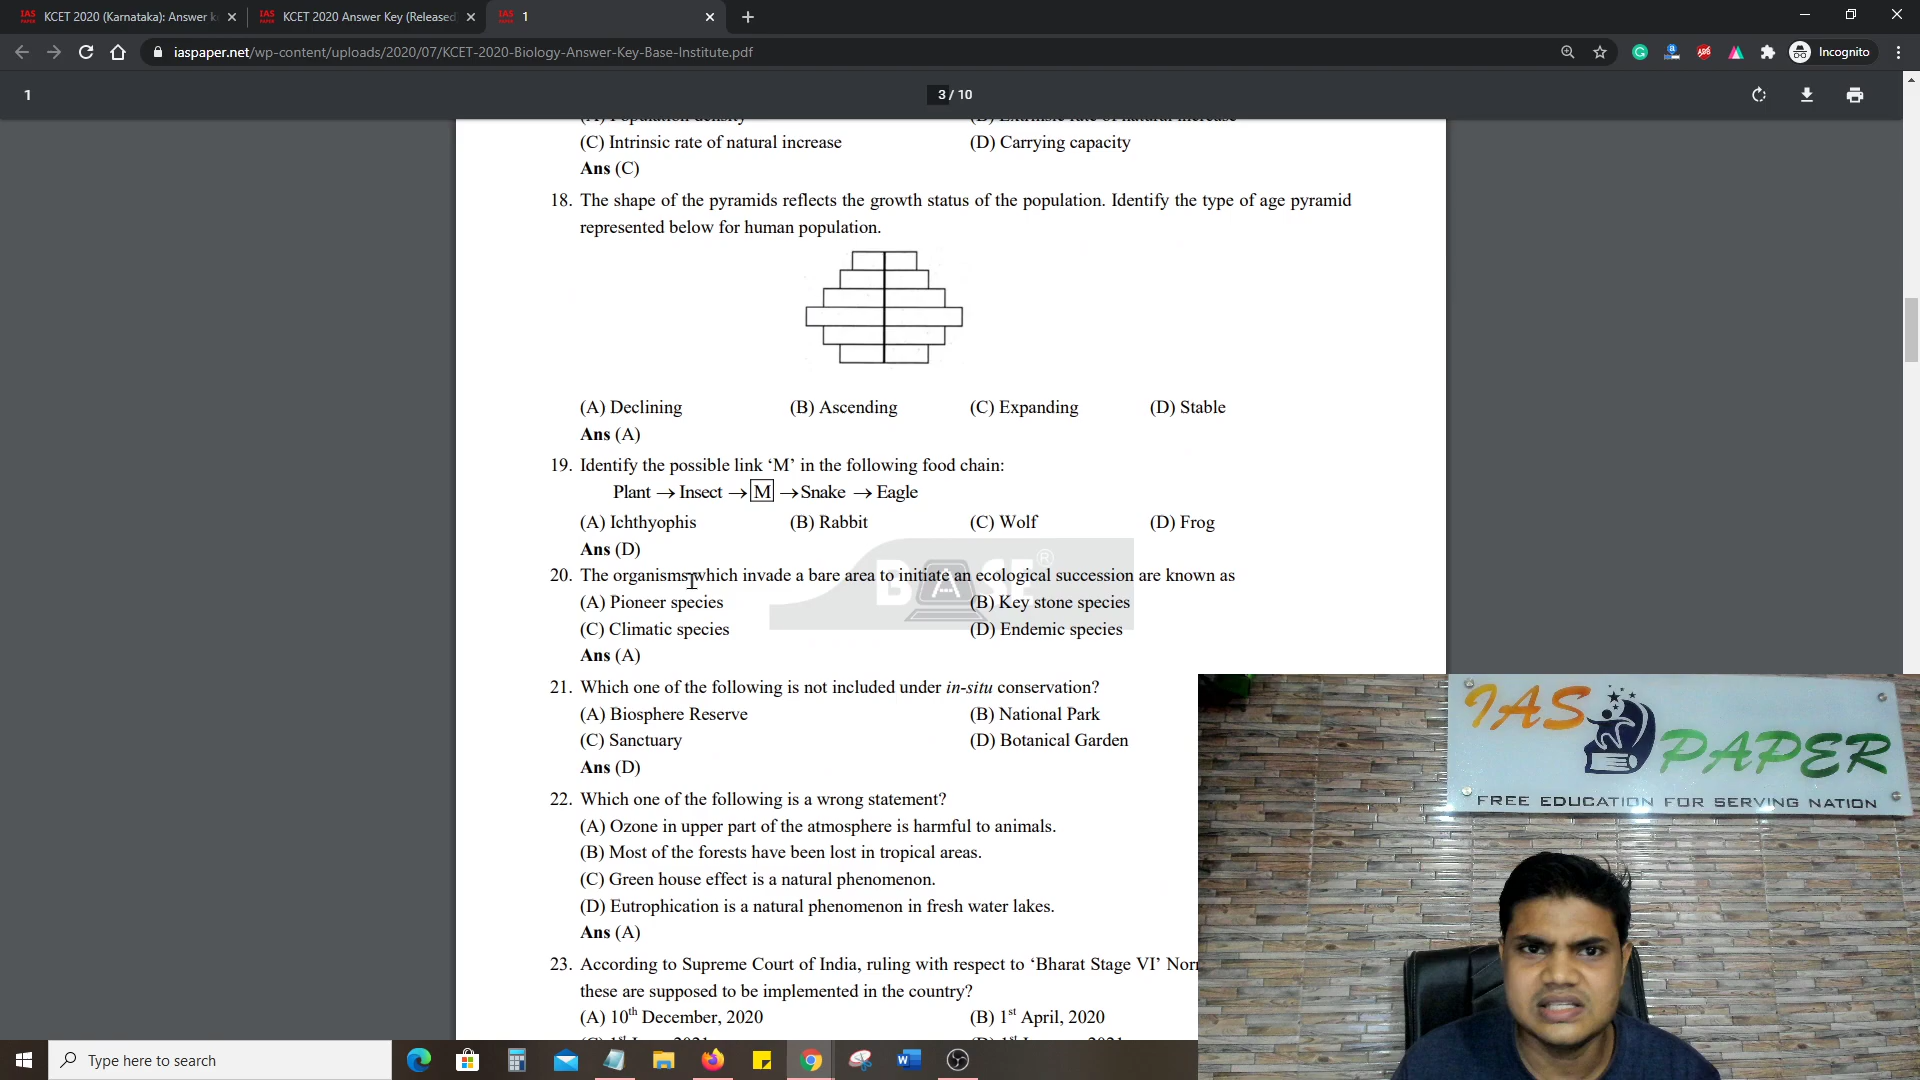 KCET 2020 (Karnataka): Answer k
KCET 2020 Answer Key (Released
1
iaspaper.net/wp-content/uploads/2020/07/KCET-2020-Biology-Answer-Key-Base-Institute.pdf
Incognito
1
3 / 10
(A) Population density (B) Extrinsic rate of natural increase
(C) Intrinsic rate of natural increase (D) Carrying capacity
Ans (C)
18. The shape of the pyramids reflects the growth status of the population. Identify the type of age pyramid
represented below for human population.
(A) Declining (B) Ascending (C) Expanding (D) Stable
Ans (A)
19. Identify the possible link ‘M’ in the following food chain:
Plant → Insect → M → Snake → Eagle
(A) Ichthyophis (B) Rabbit (C) Wolf (D) Frog
Ans (D)
BASE®
20. The organisms which invade a bare area to initiate an ecological succession are known as
(A) Pioneer species (B) Key stone species
(C) Climatic species (D) Endemic species
Ans (A)
21. Which one of the following is not included under in-situ conservation?
(A) Biosphere Reserve (B) National Park
(C) Sanctuary (D) Botanical Garden
Ans (D)
22. Which one of the following is a wrong statement?
(A) Ozone in upper part of the atmosphere is harmful to animals.
(B) Most of the forests have been lost in tropical areas.
(C) Green house effect is a natural phenomenon.
(D) Eutrophication is a natural phenomenon in fresh water lakes.
Ans (A)
23. According to Supreme Court of India, ruling with respect to ‘Bharat Stage VI’ Nor
these are supposed to be implemented in the country?
(A) 10th December, 2020 (B) 1st April, 2020
IAS PAPER
FREE EDUCATION FOR SERVING NATION
Type here to search